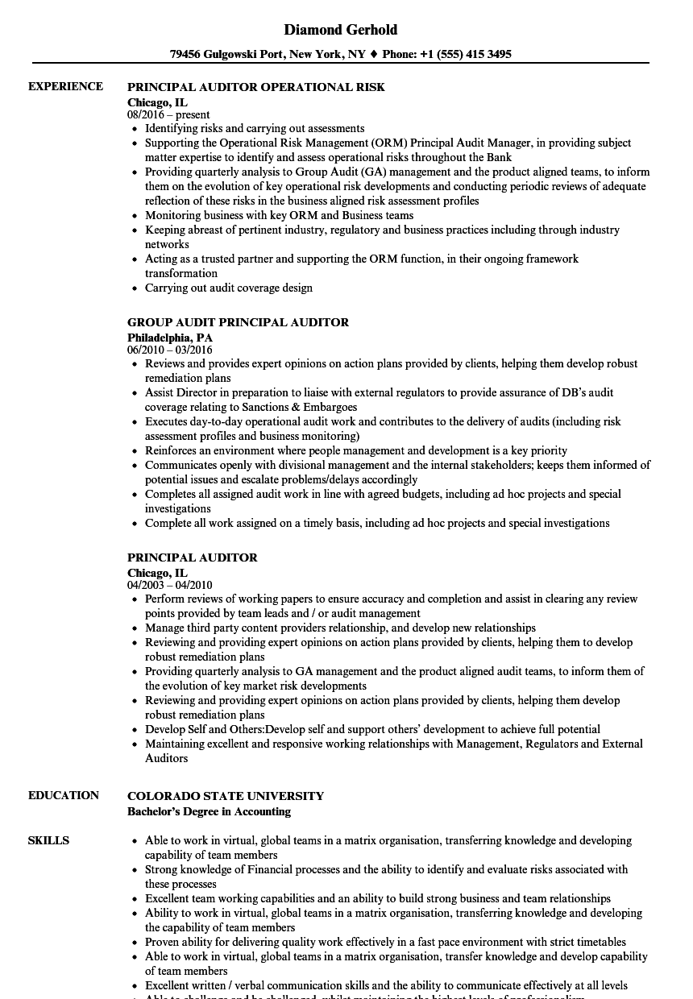 Diamond Gerhold
79456 Gulgowski Port, New York, NY ♦ Phone: +1 (555) 415 3495
EXPERIENCE
PRINCIPAL AUDITOR OPERATIONAL RISK
Chicago, IL
08/2016 – present
• Identifying risks and carrying out assessments
• Supporting the Operational Risk Management (ORM) Principal Audit Manager, in providing subject
matter expertise to identify and assess operational risks throughout the Bank
• Providing quarterly analysis to Group Audit (GA) management and the product aligned teams, to inform
them on the evolution of key operational risk developments and conducting periodic reviews of adequate
reflection of these risks in the business aligned risk assessment profiles
• Monitoring business with key ORM and Business teams
• Keeping abreast of pertinent industry, regulatory and business practices including through industry
networks
• Acting as a trusted partner and supporting the ORM function, in their ongoing framework
transformation
• Carrying out audit coverage design
GROUP AUDIT PRINCIPAL AUDITOR
Philadelphia, PA
06/2010 – 03/2016
• Reviews and provides expert opinions on action plans provided by clients, helping them develop robust
remediation plans
• Assist Director in preparation to liaise with external regulators to provide assurance of DB's audit
coverage relating to Sanctions & Embargoes
• Executes day-to-day operational audit work and contributes to the delivery of audits (including risk
assessment profiles and business monitoring)
• Reinforces an environment where people management and development is a key priority
• Communicates openly with divisional management and the internal stakeholders; keeps them informed of
potential issues and escalate problems/delays accordingly
• Completes all assigned audit work in line with agreed budgets, including ad hoc projects and special
investigations
• Complete all work assigned on a timely basis, including ad hoc projects and special investigations
PRINCIPAL AUDITOR
Chicago, IL
04/2003 – 04/2010
• Perform reviews of working papers to ensure accuracy and completion and assist in clearing any review
points provided by team leads and / or audit management
• Manage third party content providers relationship, and develop new relationships
• Reviewing and providing expert opinions on action plans provided by clients, helping them to develop
robust remediation plans
• Providing quarterly analysis to GA management and the product aligned audit teams, to inform them of
the evolution of key market risk developments
• Reviewing and providing expert opinions on action plans provided by clients, helping them develop
robust remediation plans
• Develop Self and Others:Develop self and support others' development to achieve full potential
• Maintaining excellent and responsive working relationships with Management, Regulators and External
Auditors
EDUCATION
COLORADO STATE UNIVERSITY
Bachelor's Degree in Accounting
SKILLS
• Able to work in virtual, global teams in a matrix organisation, transferring knowledge and developing
capability of team members
• Strong knowledge of Financial processes and the ability to identify and evaluate risks associated with
these processes
• Excellent team working capabilities and an ability to build strong business and team relationships
• Ability to work in virtual, global teams in a matrix organisation, transferring knowledge and developing
the capability of team members
• Proven ability for delivering quality work effectively in a fast pace environment with strict timetables
• Able to work in virtual, global teams in a matrix organisation, transfer knowledge and develop capability
of team members
• Excellent written / verbal communication skills and the ability to communicate effectively at all levels
• Able to challenge and be challenged, whilst maintaining the highest levels of professionalism